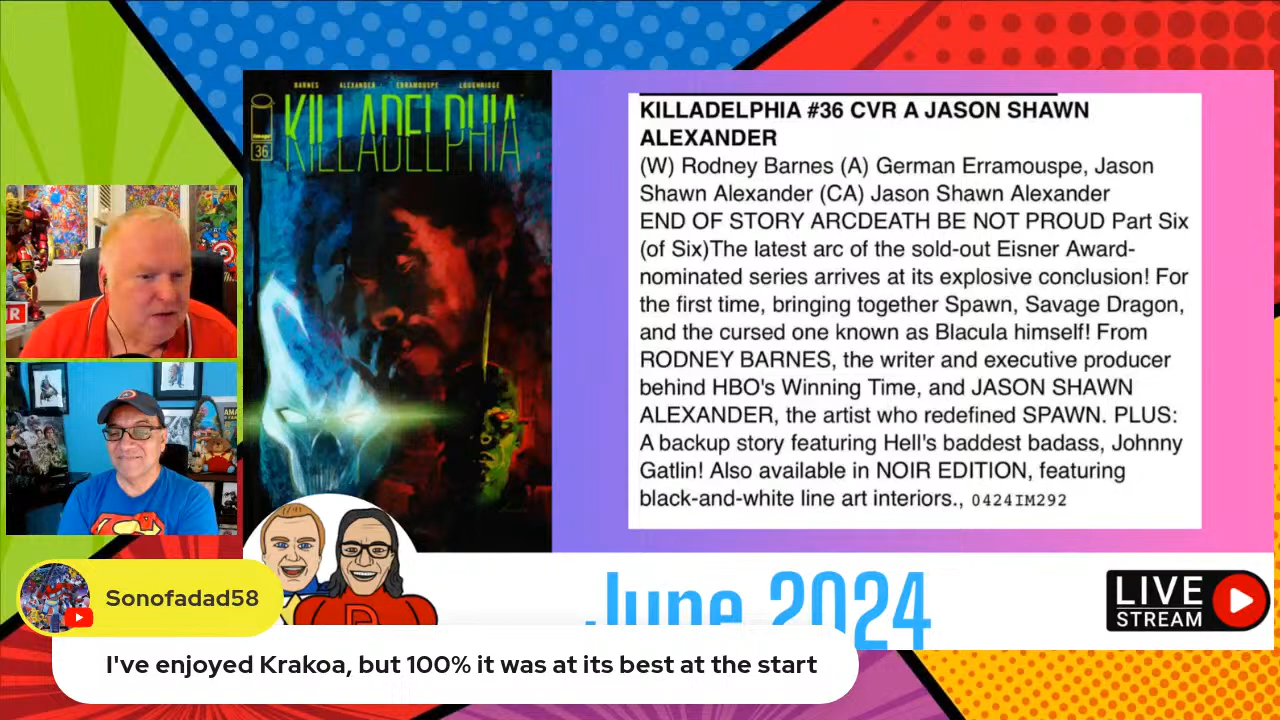 BARNES ALEXANDER ERRAMOUSPE LOUGHRIDGE
KILLADELPHIA
image
36
KILLADELPHIA #36 CVR A JASON SHAWN
ALEXANDER
(W) Rodney Barnes (A) German Erramouspe, Jason
Shawn Alexander (CA) Jason Shawn Alexander
END OF STORY ARCDEATH BE NOT PROUD Part Six
(of Six)The latest arc of the sold-out Eisner Award-
nominated series arrives at its explosive conclusion! For
the first time, bringing together Spawn, Savage Dragon,
and the cursed one known as Blacula himself! From
RODNEY BARNES, the writer and executive producer
behind HBO's Winning Time, and JASON SHAWN
ALEXANDER, the artist who redefined SPAWN. PLUS:
A backup story featuring Hell's baddest badass, Johnny
Gatlin! Also available in NOIR EDITION, featuring
black-and-white line art interiors., 0424IM292
R
June 2024
LIVE
STREAM
Sonofadad58
I've enjoyed Krakoa, but 100% it was at its best at the start